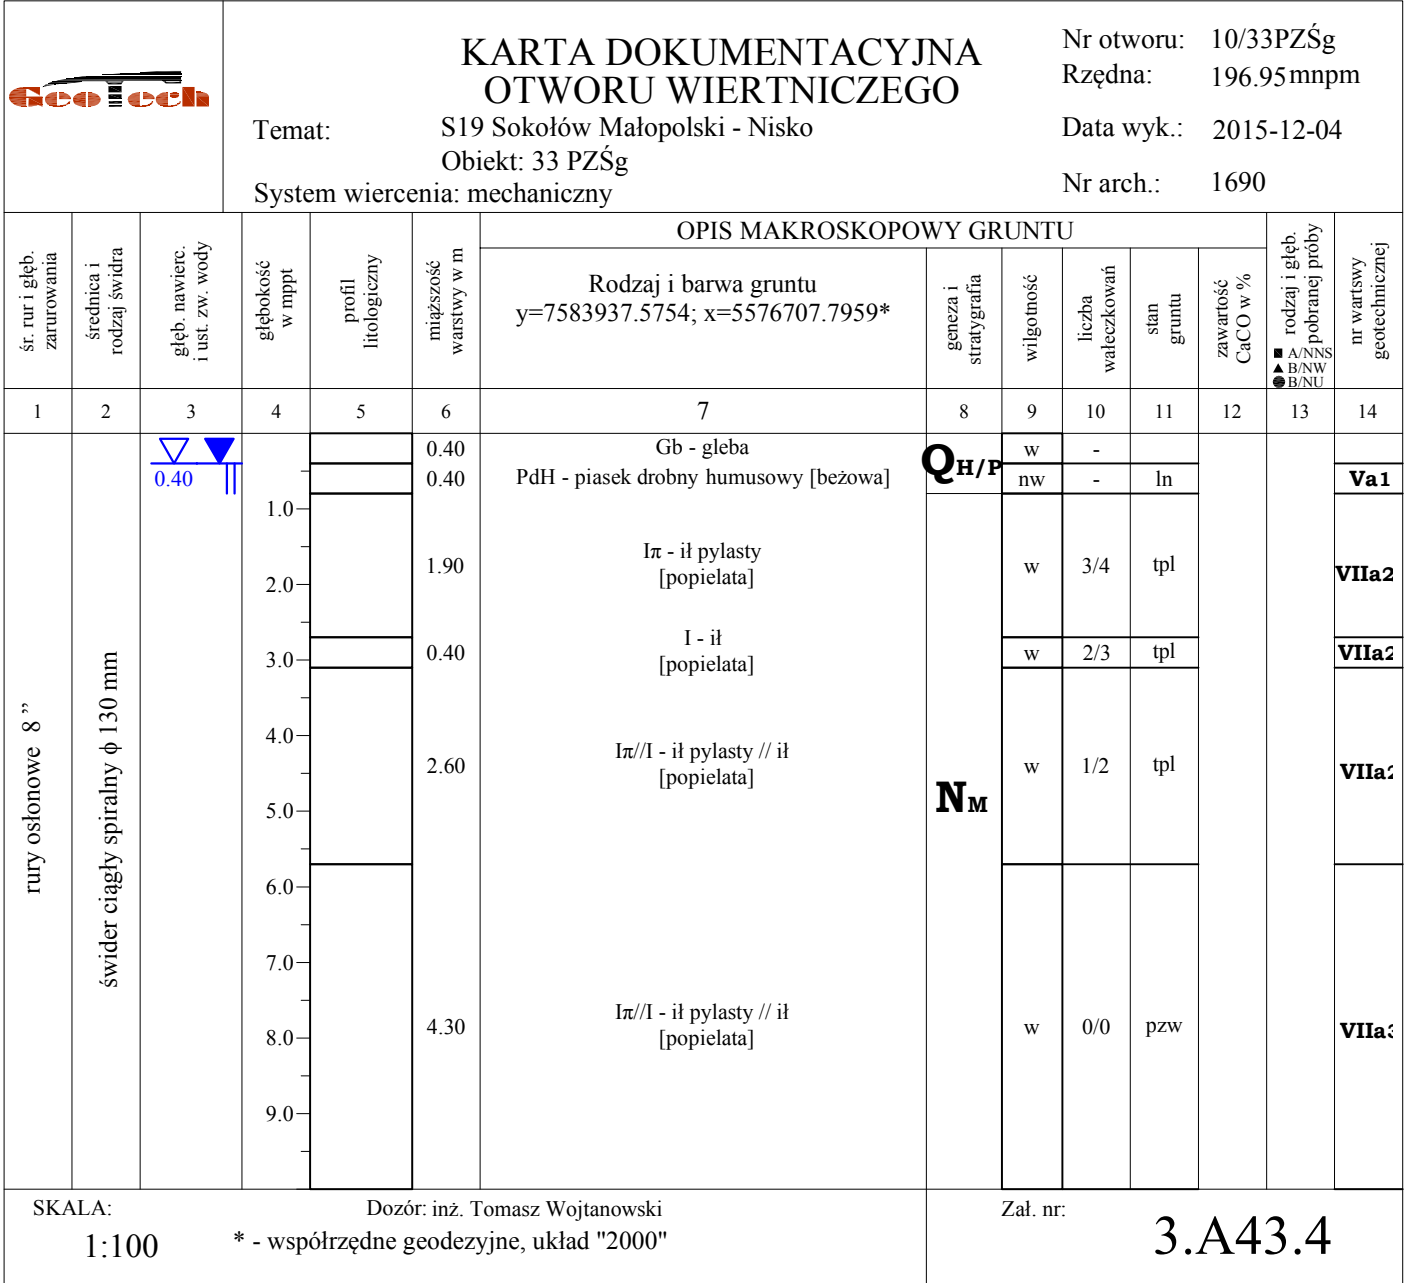 GeoTech
KARTA DOKUMENTACYJNA
OTWORU WIERTNICZEGO
Temat: S19 Sokołów Małopolski - Nisko
Obiekt: 33 PZŚg
System wiercenia: mechaniczny
Nr otworu: 10/33PZŚg
Rzędna: 196.95mnpm
Data wyk.: 2015-12-04
Nr arch.: 1690
śr. rur i głęb.
zarurowania
średnica i
rodzaj świdra
głęb. nawierc.
i ust. zw. wody
głębokość
w mppt
profil
litologiczny
miąższość
warstwy w m
OPIS MAKROSKOPOWY GRUNTU
Rodzaj i barwa gruntu
y=7583937.5754; x=5576707.7959*
geneza i
stratygrafia
wilgotność
liczba
wałeczkowań
stan
gruntu
zawartość
CaCO w %
rodzaj i głęb.
pobranej próby
A/NNS
B/NW
B/NU
nr wartswy
geotechnicznej
1 2 3 4 5 6 7 8 9 10 11 12 13 14
rury osłonowe 8”
świder ciągły spiralny ϕ 130 mm
0.40
1.0
2.0
3.0
4.0
5.0
6.0
7.0
8.0
9.0
0.40 Gb - gleba w -
0.40 PdH - piasek drobny humusowy [beżowa] nw - ln Va1
QH/P
1.90 Iπ - ił pylasty w 3/4 tpl VIIa2
[popielata]
0.40 I - ił w 2/3 tpl VIIa2
[popielata]
2.60 Iπ//I - ił pylasty // ił w 1/2 tpl VIIa2
[popielata]
NM
4.30 Iπ//I - ił pylasty // ił w 0/0 pzw VIIa3
[popielata]
SKALA:
1:100
Dozór: inż. Tomasz Wojtanowski
* - współrzędne geodezyjne, układ "2000"
Zał. nr:
3.A43.4